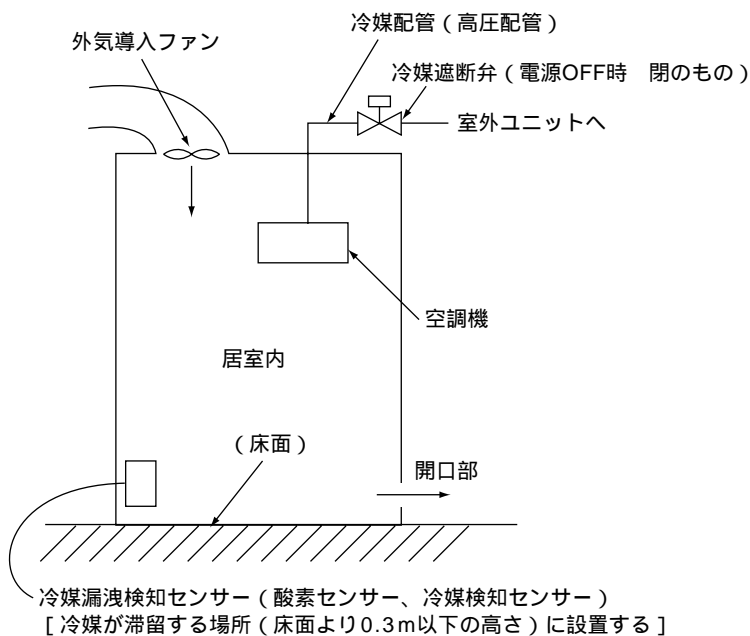 冷媒配管（高圧配管）
外気導入ファン
冷媒遮断弁（電源OFF時　閉のもの）
室外ユニットへ
空調機
居室内
（床面）
開口部
冷媒漏洩検知センサー（酸素センサー、冷媒検知センサー）
［冷媒が滞留する場所（床面より0.3m以下の高さ）に設置する］